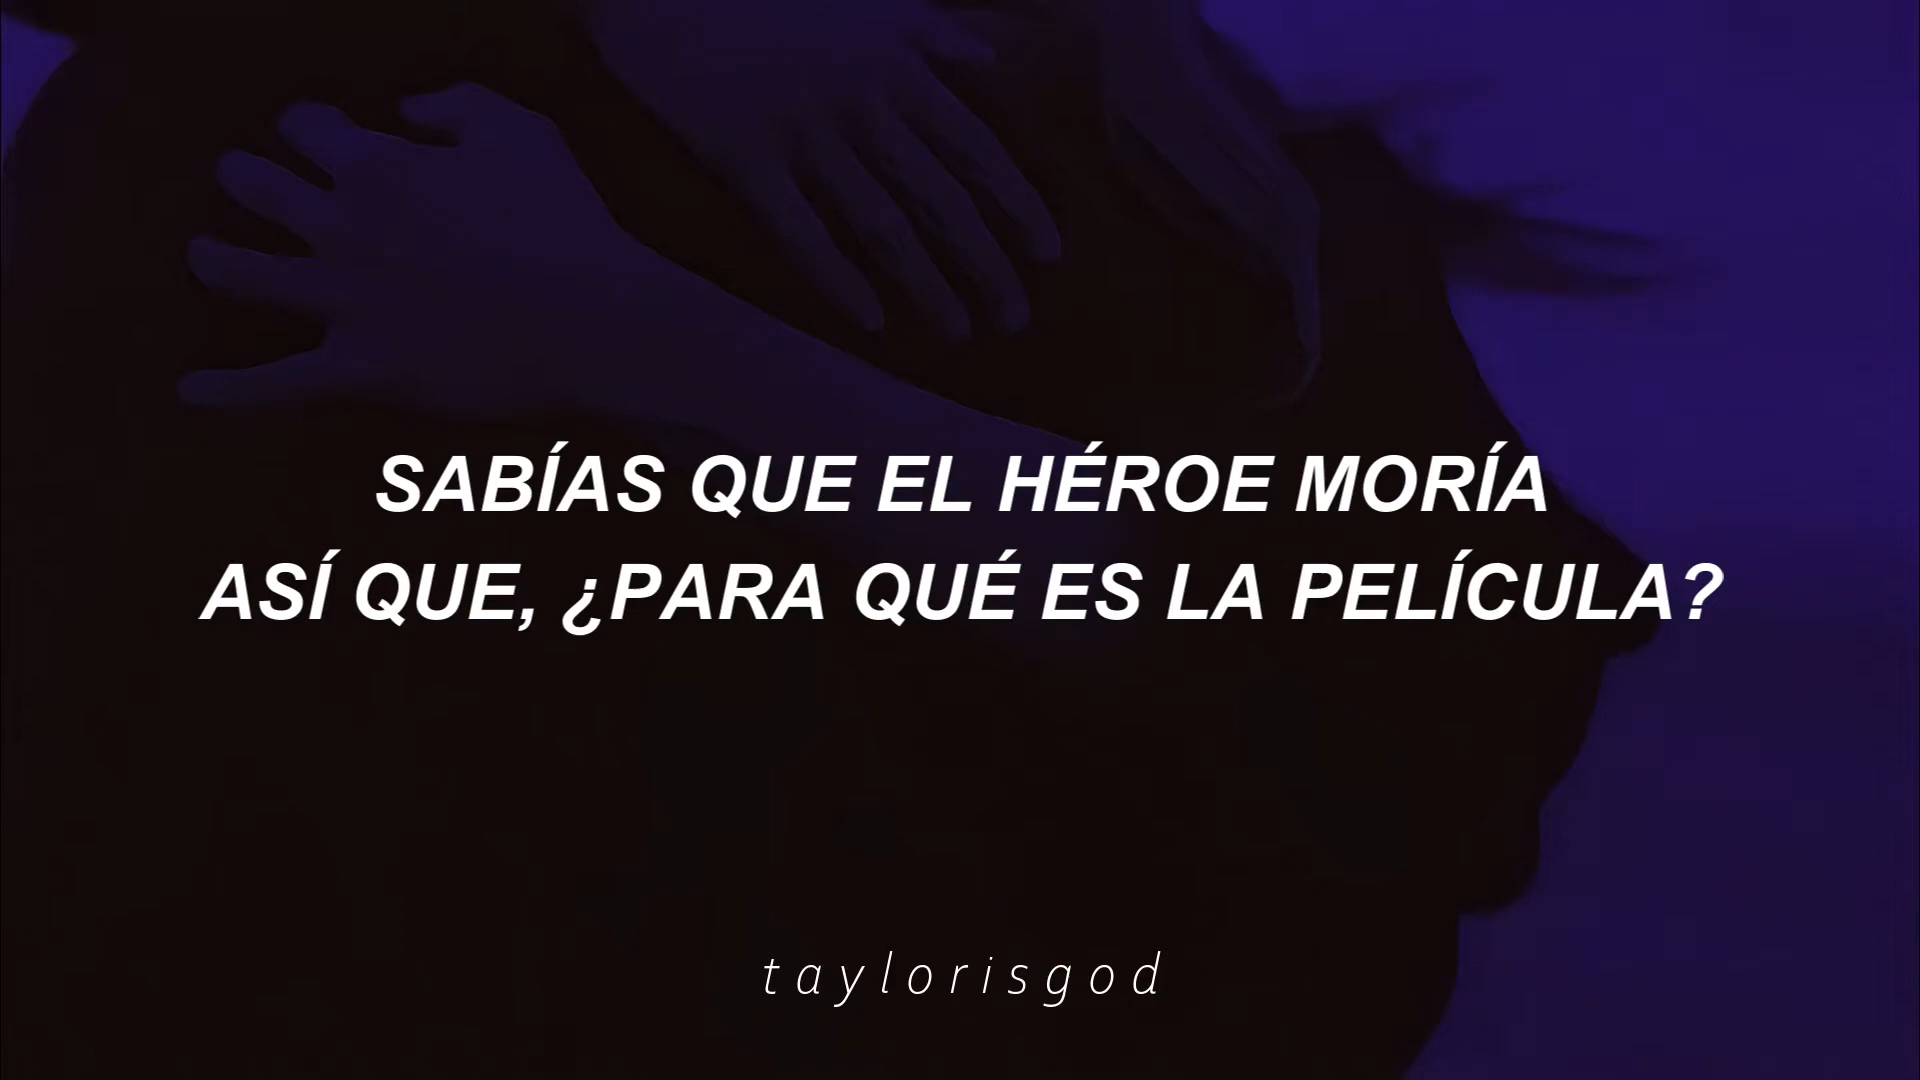 SABÍAS QUE EL HÉROE MORÍA
ASÍ QUE, ¿PARA QUÉ ES LA PELÍCULA?
taylorisgod